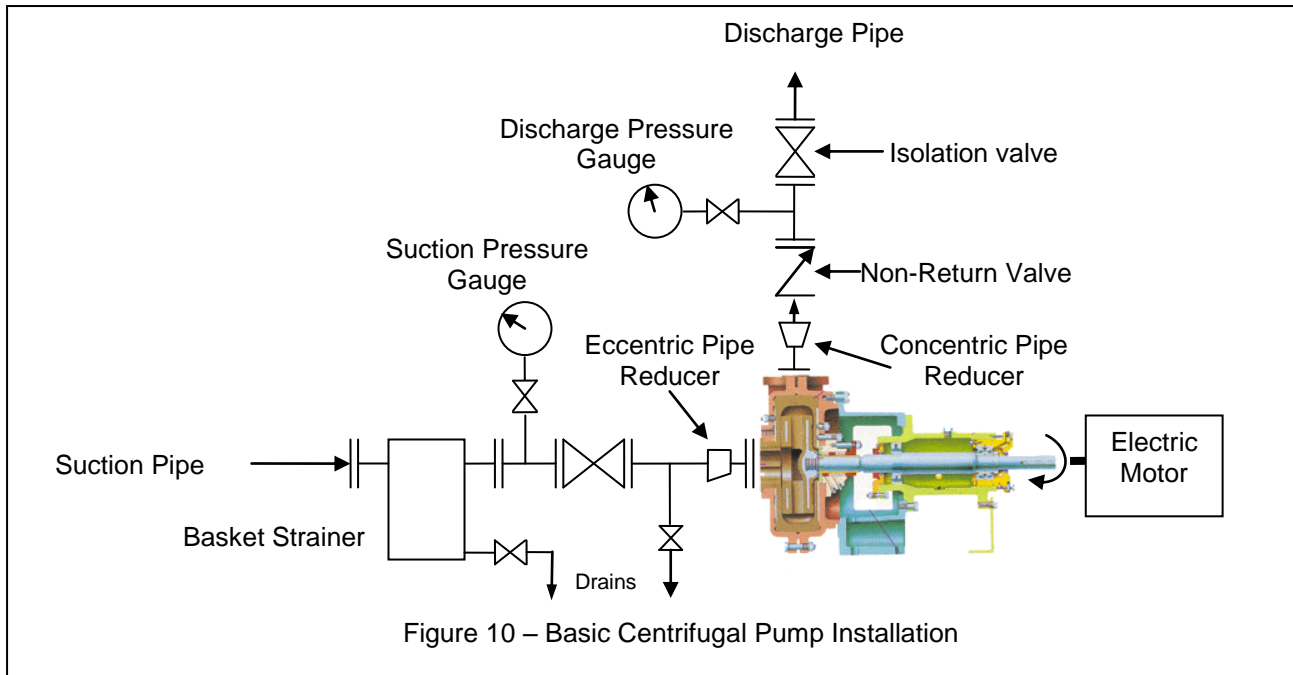 Discharge Pipe
Discharge Pressure
Gauge
Isolation valve
Suction Pressure
Gauge
Non-Return Valve
Eccentric Pipe
Reducer
Concentric Pipe
Reducer
Suction Pipe
Electric
Motor
Basket Strainer
Drains
Figure 10 – Basic Centrifugal Pump Installation